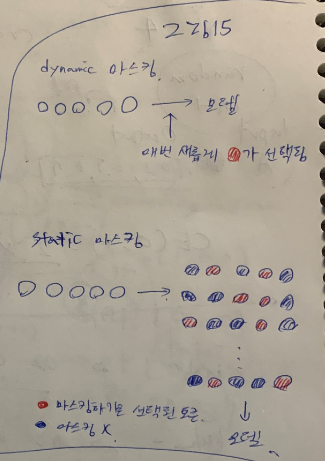 dynamic 마스킹
모델
매번 새롭게 가 선택됨
static 마스킹
마스킹하기로 선택된 토큰
마스킹 X
모델